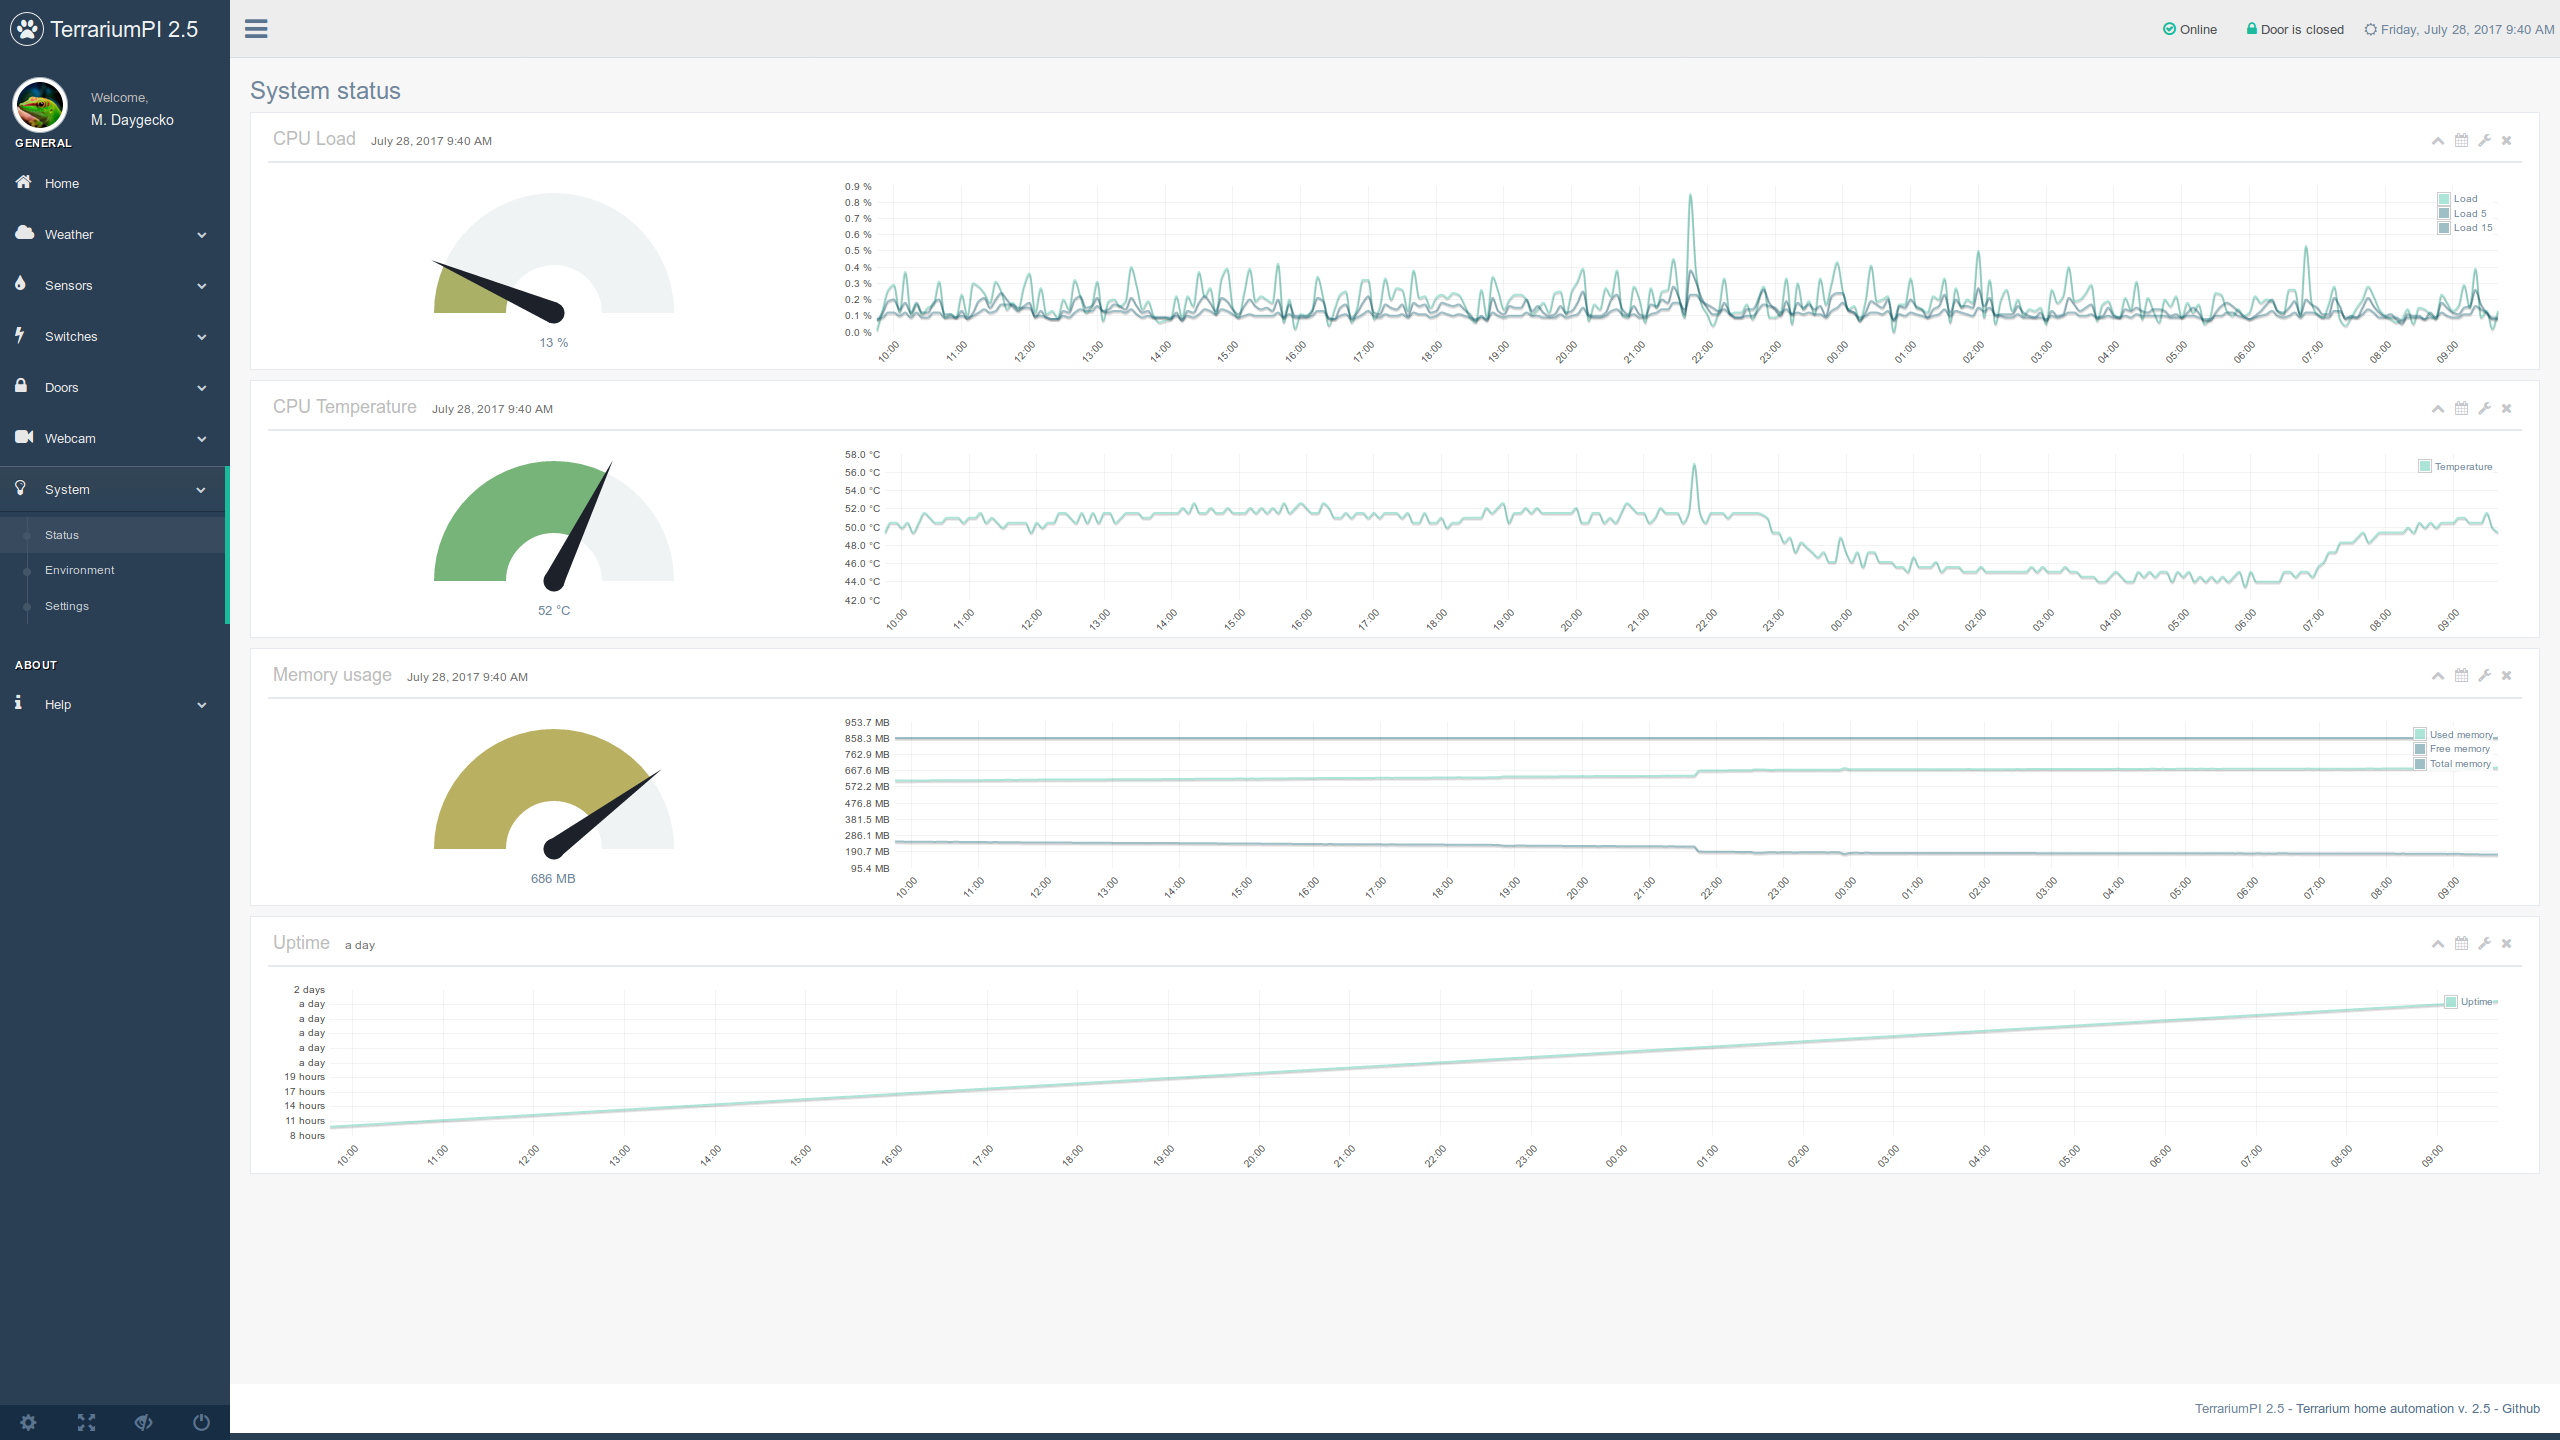 TerrariumPI 2.5
Welcome,
M. Daygecko
GENERAL
Home
Weather
Sensors
Switches
Doors
Webcam
System
Status
Environment
Settings
ABOUT
Help
Online Door is closed Friday, July 28, 2017 9:40 AM
System status
CPU Load July 28, 2017 9:40 AM
13 %
0.9 %
0.8 %
0.7 %
0.6 %
0.5 %
0.4 %
0.3 %
0.2 %
0.1 %
0.0 %
Load
Load 5
Load 15
10:00 11:00 12:00 13:00 14:00 15:00 16:00 17:00 18:00 19:00 20:00 21:00 22:00 23:00 00:00 01:00 02:00 03:00 04:00 05:00 06:00 07:00 08:00 09:00
CPU Temperature July 28, 2017 9:40 AM
52 °C
58.0 °C
56.0 °C
54.0 °C
52.0 °C
50.0 °C
48.0 °C
46.0 °C
44.0 °C
42.0 °C
Temperature
10:00 11:00 12:00 13:00 14:00 15:00 16:00 17:00 18:00 19:00 20:00 21:00 22:00 23:00 00:00 01:00 02:00 03:00 04:00 05:00 06:00 07:00 08:00 09:00
Memory usage July 28, 2017 9:40 AM
686 MB
953.7 MB
858.3 MB
762.9 MB
667.6 MB
572.2 MB
476.8 MB
381.5 MB
286.1 MB
190.7 MB
95.4 MB
Used memory
Free memory
Total memory
10:00 11:00 12:00 13:00 14:00 15:00 16:00 17:00 18:00 19:00 20:00 21:00 22:00 23:00 00:00 01:00 02:00 03:00 04:00 05:00 06:00 07:00 08:00 09:00
Uptime a day
2 days
a day
a day
a day
a day
a day
19 hours
17 hours
14 hours
11 hours
8 hours
Uptime
10:00 11:00 12:00 13:00 14:00 15:00 16:00 17:00 18:00 19:00 20:00 21:00 22:00 23:00 00:00 01:00 02:00 03:00 04:00 05:00 06:00 07:00 08:00 09:00
TerrariumPI 2.5 - Terrarium home automation v. 2.5 - Github